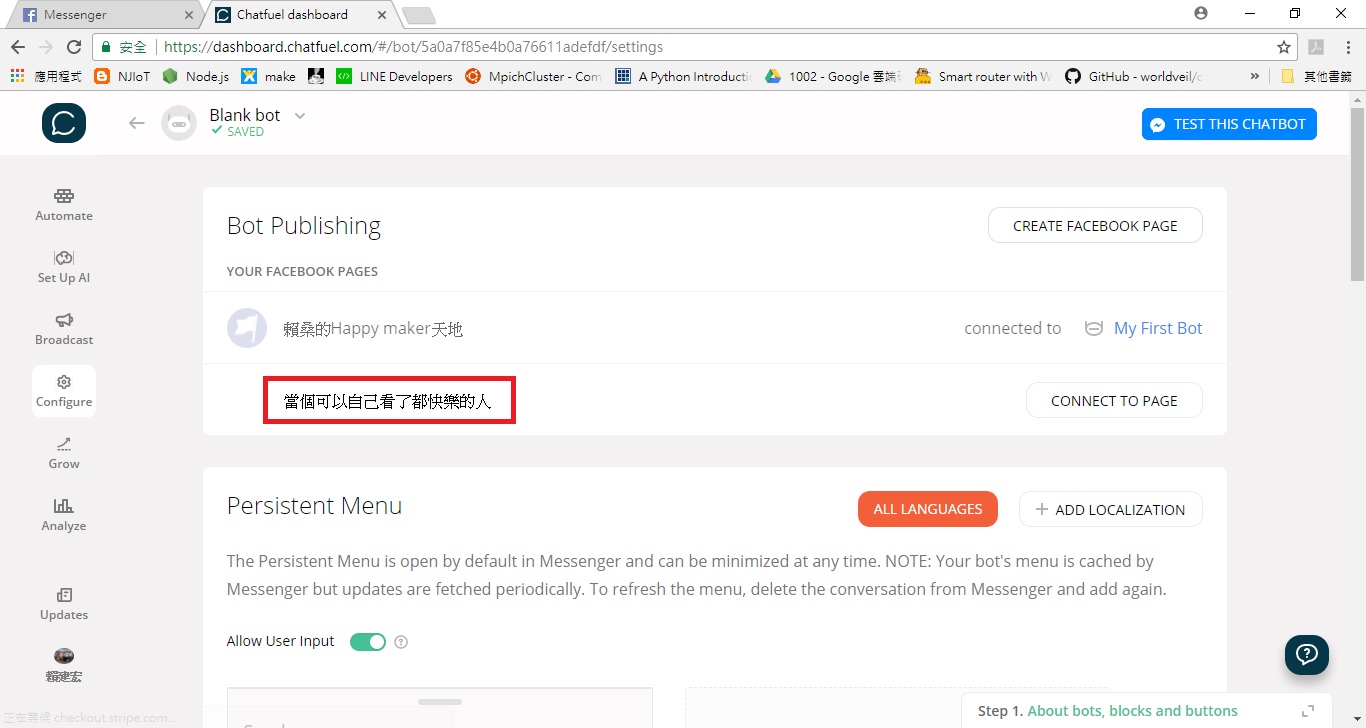 Messenger
Chatfuel dashboard
安全 https://dashboard.chatfuel.com/#/bot/5a0a7f85e4b0a76611adefdf/settings
應用程式 NJIoT Node.js make LINE Developers MpichCluster - Com A Python Introductio 1002 - Google 雲端硬 Smart router with W GitHub - worldveil/d » 其他書籤
Blank bot
SAVED
TEST THIS CHATBOT
Automate
Set Up AI
Broadcast
Configure
Grow
Analyze
Updates
賴建宏
Bot Publishing
CREATE FACEBOOK PAGE
YOUR FACEBOOK PAGES
賴桑的Happy maker天地
connected to My First Bot
當個可以自己看了都快樂的人
CONNECT TO PAGE
Persistent Menu
ALL LANGUAGES
+ ADD LOCALIZATION
The Persistent Menu is open by default in Messenger and can be minimized at any time. NOTE: Your bot's menu is cached by
Messenger but updates are fetched periodically. To refresh the menu, delete the conversation from Messenger and add again.
Allow User Input
Step 1. About bots, blocks and buttons
正在等候 checkout.stripe.com...